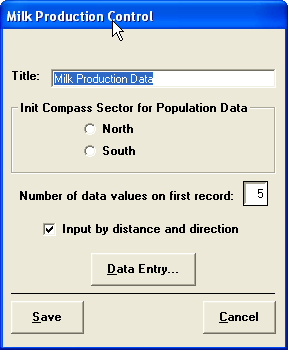 Milk Production Control
Title: Milk Production Data
Init Compass Sector for Population Data
North
South
Number of data values on first record: 5
Input by distance and direction
Data Entry...
Save Cancel